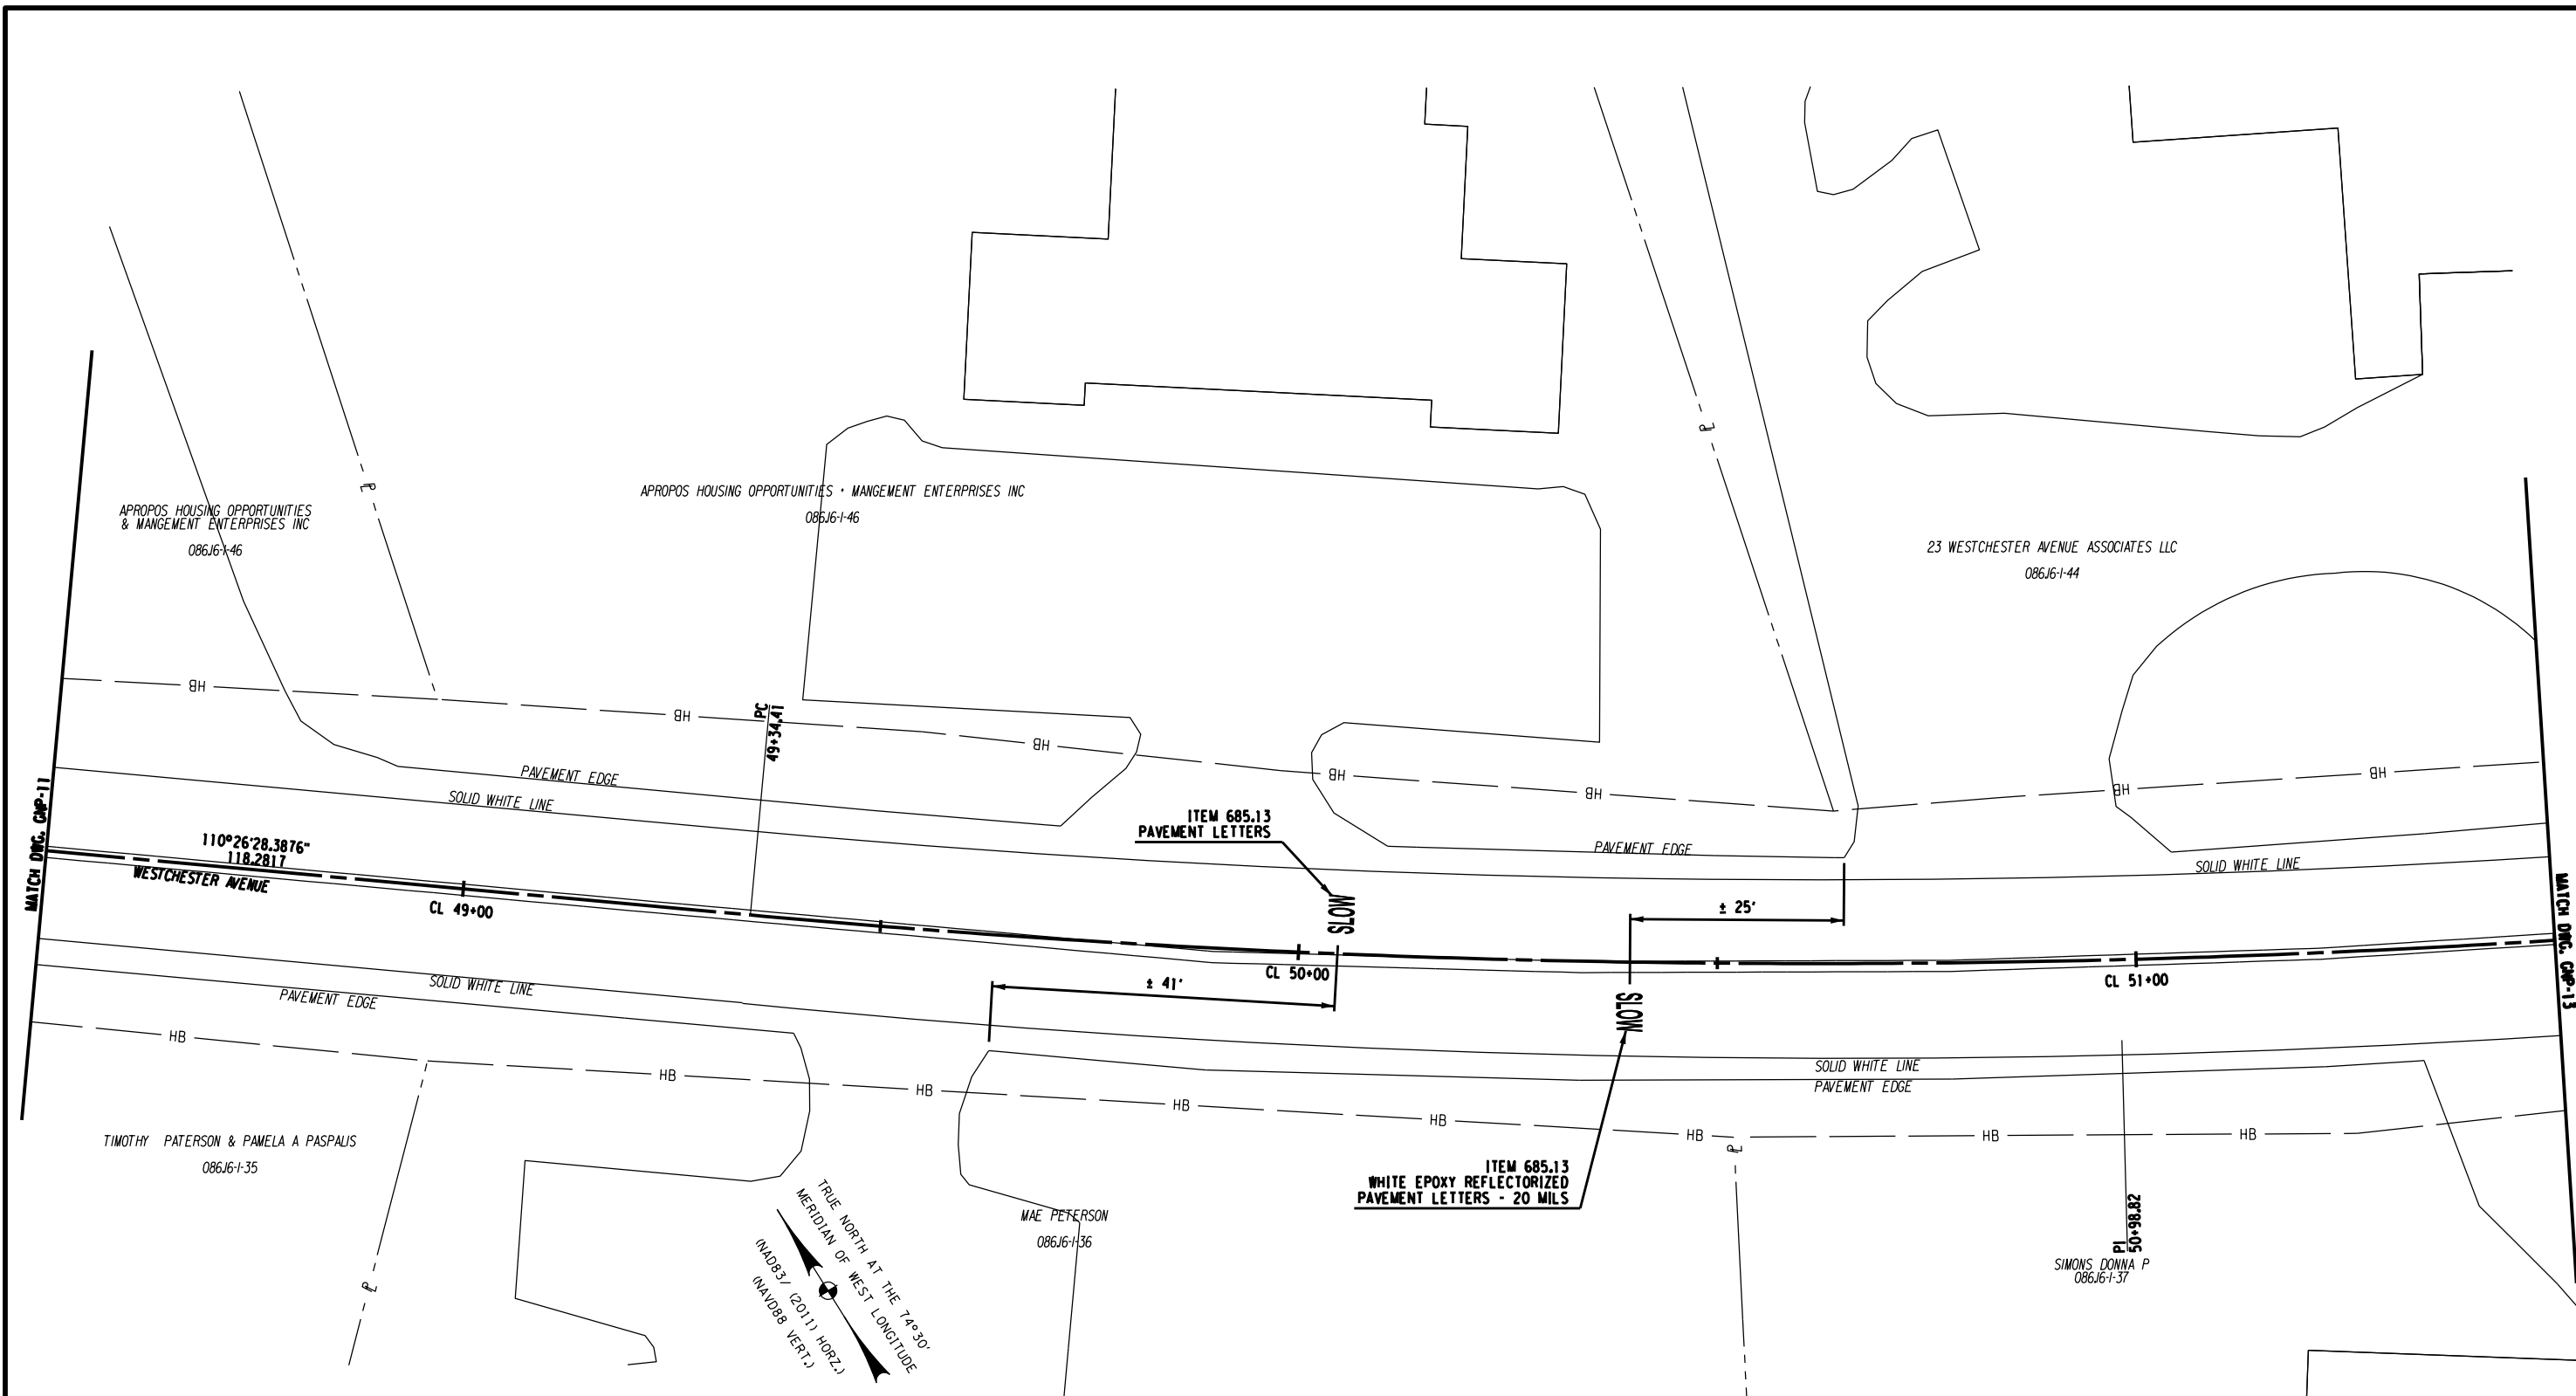 APROPOS HOUSING OPPORTUNITIES
& MANGEMENT ENTERPRISES INC
086J6-1-46
APROPOS HOUSING OPPORTUNITIES • MANGEMENT ENTERPRISES INC
086J6-1-46
23 WESTCHESTER AVENUE ASSOCIATES LLC
086J6-1-44
PL
PL
HB
HB
HB
HB
HB
HB
HB
PC
49+34.41
PAVEMENT EDGE
SOLID WHITE LINE
ITEM 685.13
PAVEMENT LETTERS
PAVEMENT EDGE
SOLID WHITE LINE
MATCH DWG. GNP-11
110°26'28.3876"
118.2817
WESTCHESTER AVENUE
CL 49+00
SLOW
± 25'
CL 50+00
CL 51+00
MATCH DWG. GNP-13
± 41'
SLOW
SOLID WHITE LINE
PAVEMENT EDGE
SOLID WHITE LINE
PAVEMENT EDGE
HB
HB
HB
HB
HB
HB
HB
HB
TIMOTHY PATERSON & PAMELA A PASPALIS
086J6-1-35
PL
PL
ITEM 685.13
WHITE EPOXY REFLECTORIZED
PAVEMENT LETTERS - 20 MILS
MAE PETERSON
086J6-1-36
TRUE NORTH AT THE 74°30'
MERIDIAN OF WEST LONGITUDE
(NAD83/ (2011) HORZ.)
(NAVD88 VERT.)
PI
50+98.82
SIMONS DONNA P
086J6-1-37